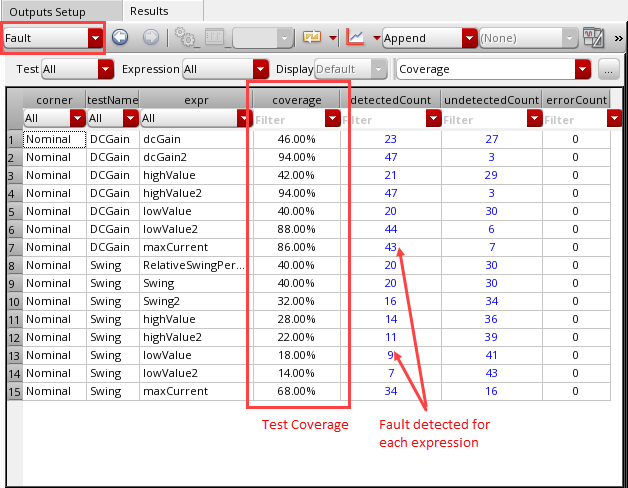 Outputs Setup Results
Fault Append (None) »
Test All Expression All Display Default Coverage ...
corner testName expr coverage detectedCount undetectedCount errorCount
All All All Filter Filter Filter Filter
1 Nominal DCGain dcGain 46.00% 23 27 0
2 Nominal DCGain dcGain2 94.00% 47 3 0
3 Nominal DCGain highValue 42.00% 21 29 0
4 Nominal DCGain highValue2 94.00% 47 3 0
5 Nominal DCGain lowValue 40.00% 20 30 0
6 Nominal DCGain lowValue2 88.00% 44 6 0
7 Nominal DCGain maxCurrent 86.00% 43 7 0
8 Nominal Swing RelativeSwingPer... 40.00% 20 30 0
9 Nominal Swing Swing 40.00% 20 30 0
10 Nominal Swing Swing2 32.00% 16 34 0
11 Nominal Swing highValue 28.00% 14 36 0
12 Nominal Swing highValue2 22.00% 11 39 0
13 Nominal Swing lowValue 18.00% 9 41 0
14 Nominal Swing lowValue2 14.00% 7 43 0
15 Nominal Swing maxCurrent 68.00% 34 16 0
Test Coverage
Fault detected for
each expression